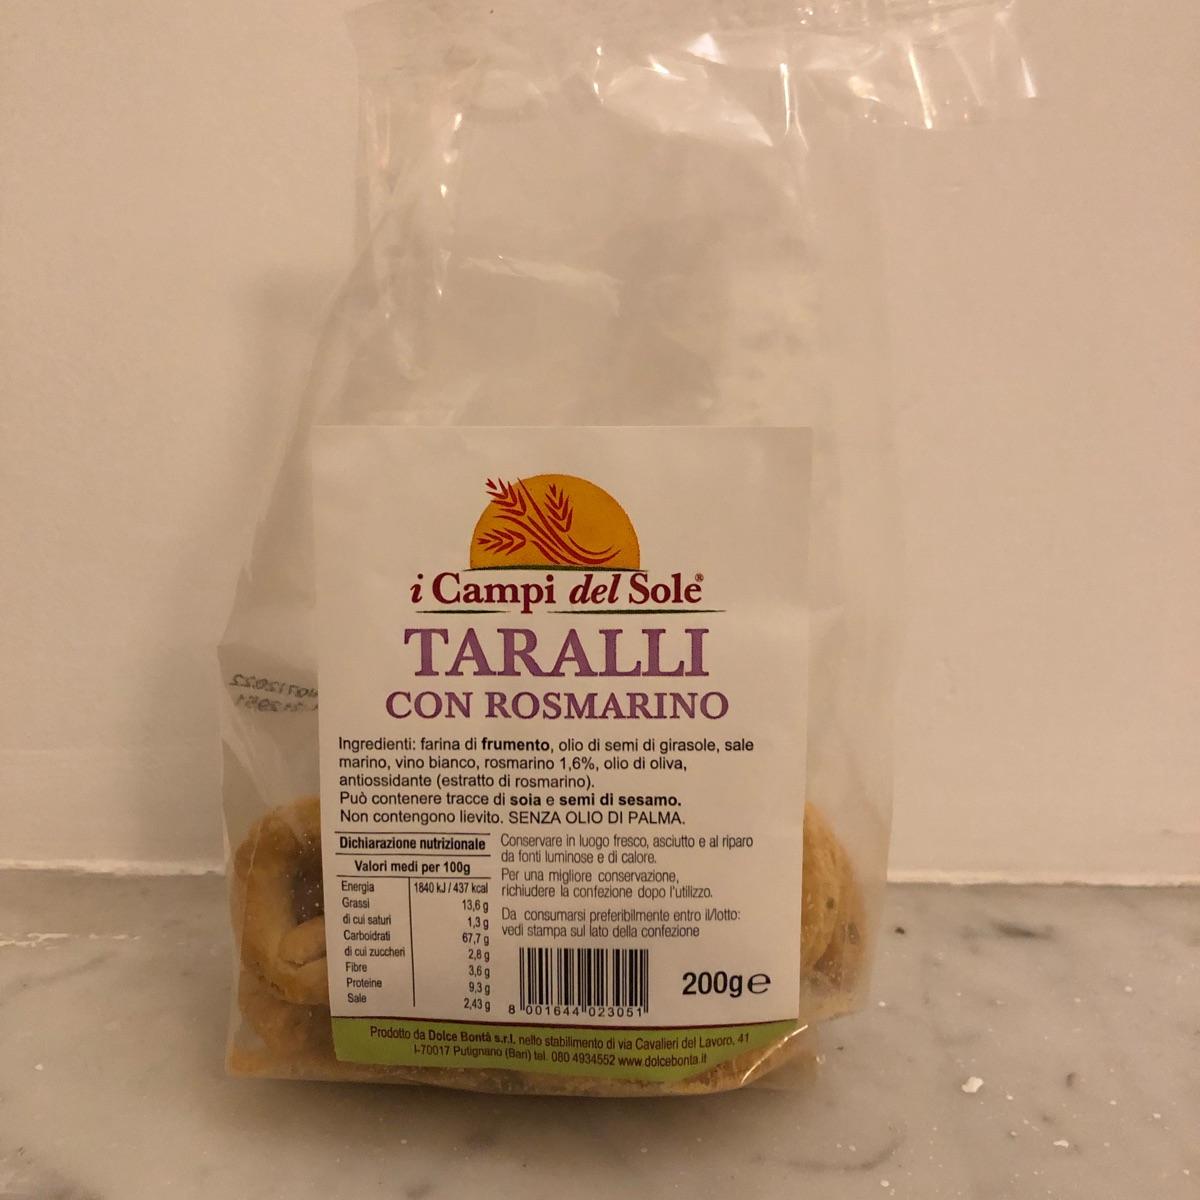 i Campi del Sole®
TARALLI
CON ROSMARINO
Ingredienti: farina di frumento, olio di semi di girasole, sale
marino, vino bianco, rosmarino 1,6%, olio di oliva,
antiossidante (estratto di rosmarino).
Può contenere tracce di soia e semi di sesamo.
Non contengono lievito. SENZA OLIO DI PALMA.
Dichiarazione nutrizionale
Valori medi per 100g
Energia 1840 kJ / 437 kcal
Grassi 13,6 g
di cui saturi 1,3 g
Carboidrati 67,7 g
di cui zuccheri 2,8 g
Fibre 3,6 g
Proteine 9,3 g
Sale 2,43 g
Conservare in luogo fresco, asciutto e al riparo
da fonti luminose e di calore.
Per una migliore conservazione,
richiudere la confezione dopo l'utilizzo.
Da consumarsi preferibilmente entro il/lotto:
vedi stampa sul lato della confezione
8 001644 023051
200g e
Prodotto da Dolce Bontà s.r.l. nello stabilimento di via Cavalieri del Lavoro, 41
I-70017 Putignano (Bari) tel. 080 4934552 www.dolcebonta.it